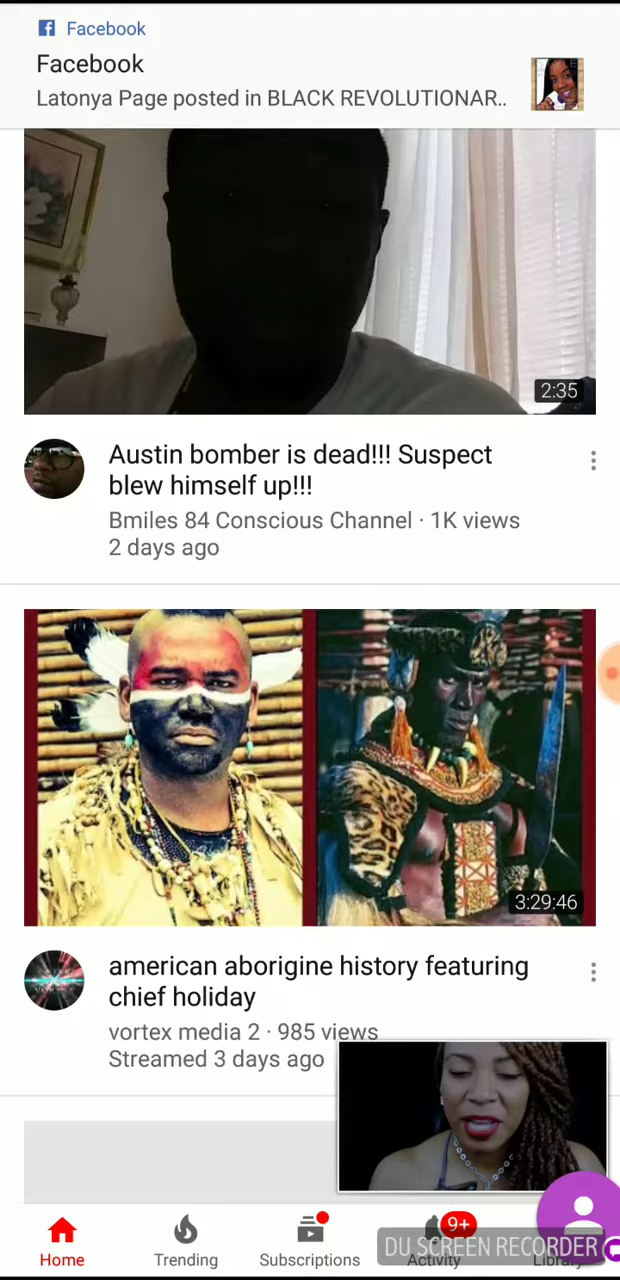 Facebook
Facebook
Latonya Page posted in BLACK REVOLUTIONAR..
2:35
Austin bomber is dead!!! Suspect
blew himself up!!!
Bmiles 84 Conscious Channel · 1K views
2 days ago
3:29:46
american aborigine history featuring
chief holiday
vortex media 2 · 985 views
Streamed 3 days ago
9+
DU SCREEN RECORDER
Home
Trending
Subscriptions
Activity